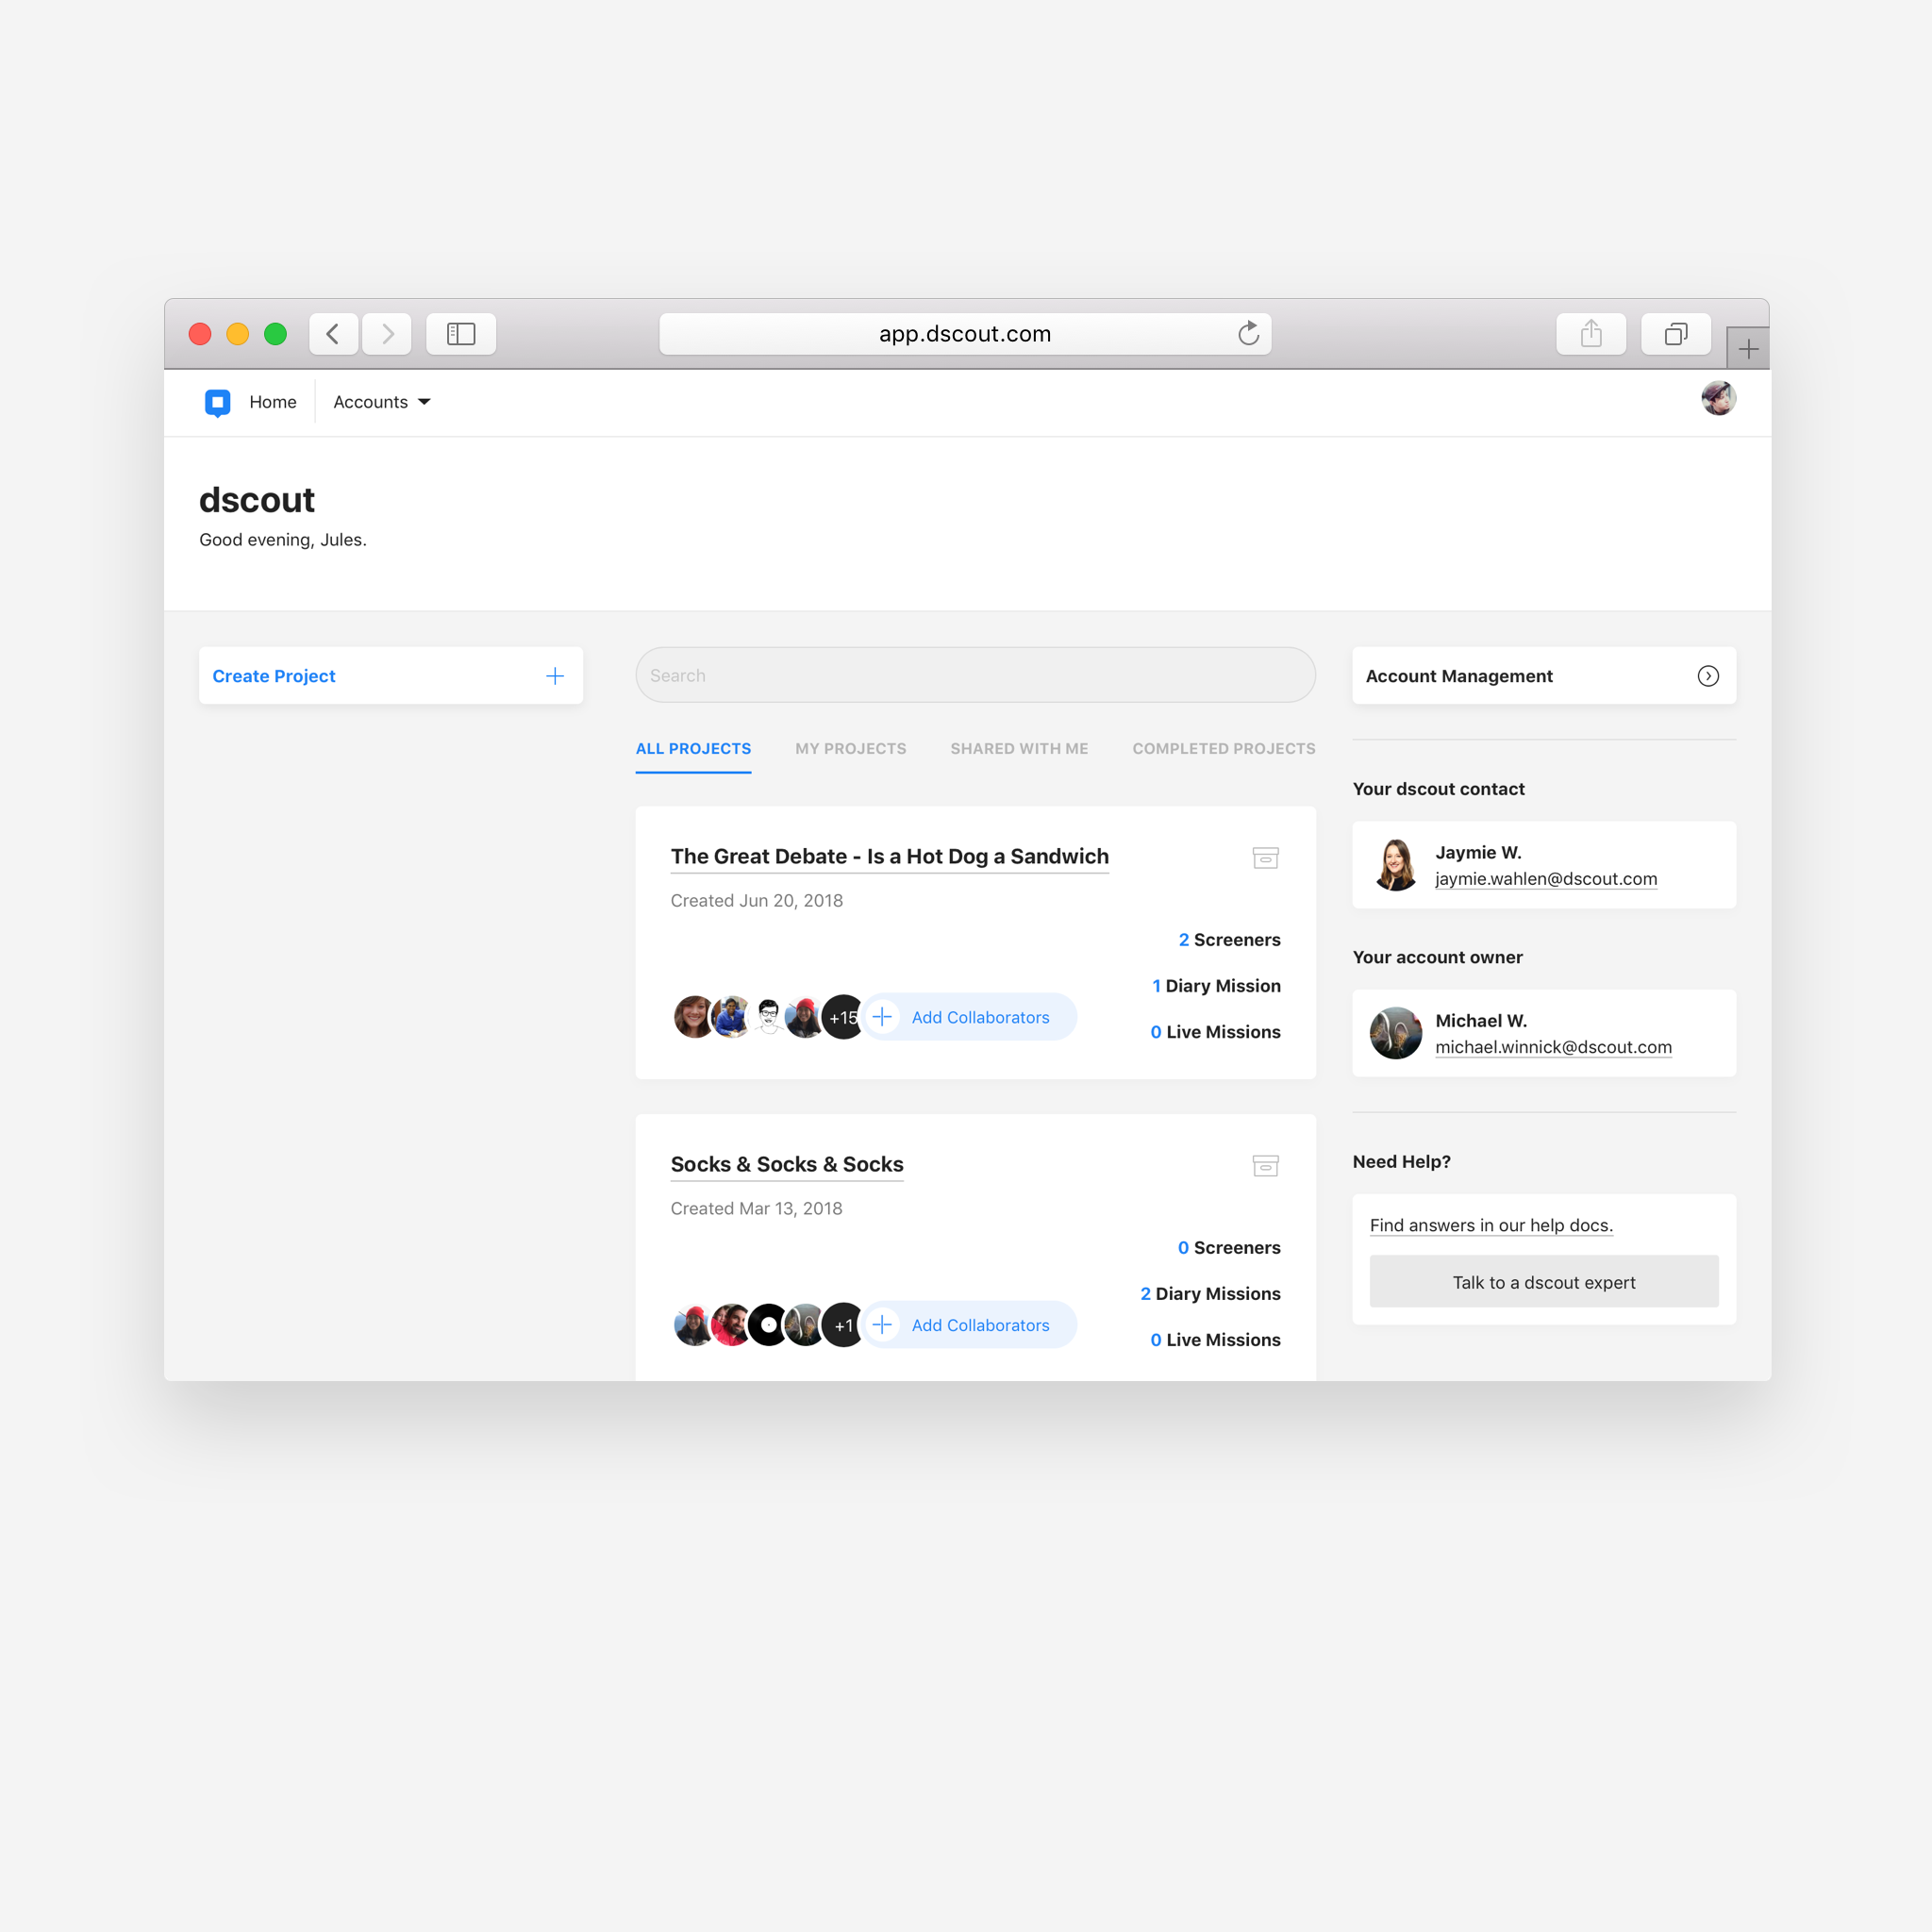 app.dscout.com
Home
Accounts
dscout
Good evening, Jules.
Create Project
Search
ALL PROJECTS
MY PROJECTS
SHARED WITH ME
COMPLETED PROJECTS
The Great Debate - Is a Hot Dog a Sandwich
Created Jun 20, 2018
2 Screeners
1 Diary Mission
0 Live Missions
+15
Add Collaborators
Socks & Socks & Socks
Created Mar 13, 2018
0 Screeners
2 Diary Missions
0 Live Missions
+1
Add Collaborators
Account Management
Your dscout contact
Jaymie W.
jaymie.wahlen@dscout.com
Your account owner
Michael W.
michael.winnick@dscout.com
Need Help?
Find answers in our help docs.
Talk to a dscout expert